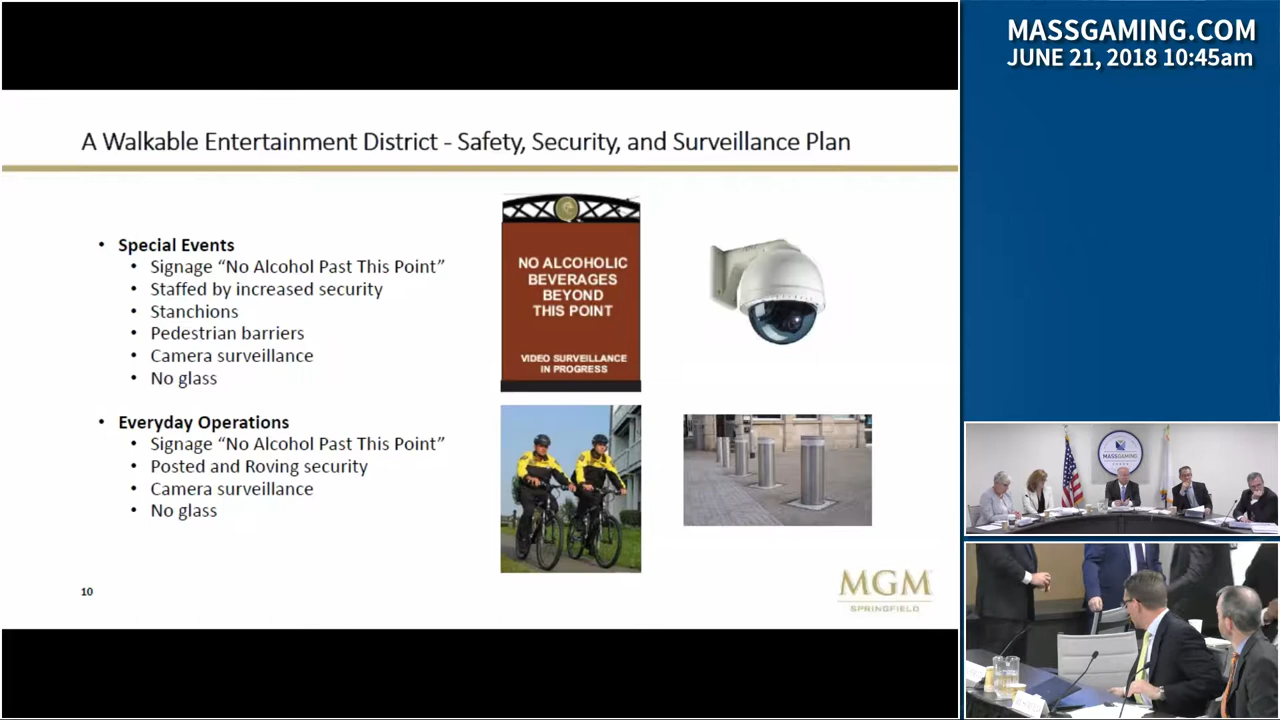 MASSGAMING.COM
JUNE 21, 2018 10:45am
A Walkable Entertainment District - Safety, Security, and Surveillance Plan
• Special Events
• Signage “No Alcohol Past This Point”
• Staffed by increased security
• Stanchions
• Pedestrian barriers
• Camera surveillance
• No glass
• Everyday Operations
• Signage “No Alcohol Past This Point”
• Posted and Roving security
• Camera surveillance
• No glass
NO ALCOHOLIC
BEVERAGES
BEYOND
THIS POINT
VIDEO SURVEILLANCE
IN PROGRESS
10
MGM
SPRINGFIELD
MASSGAMING